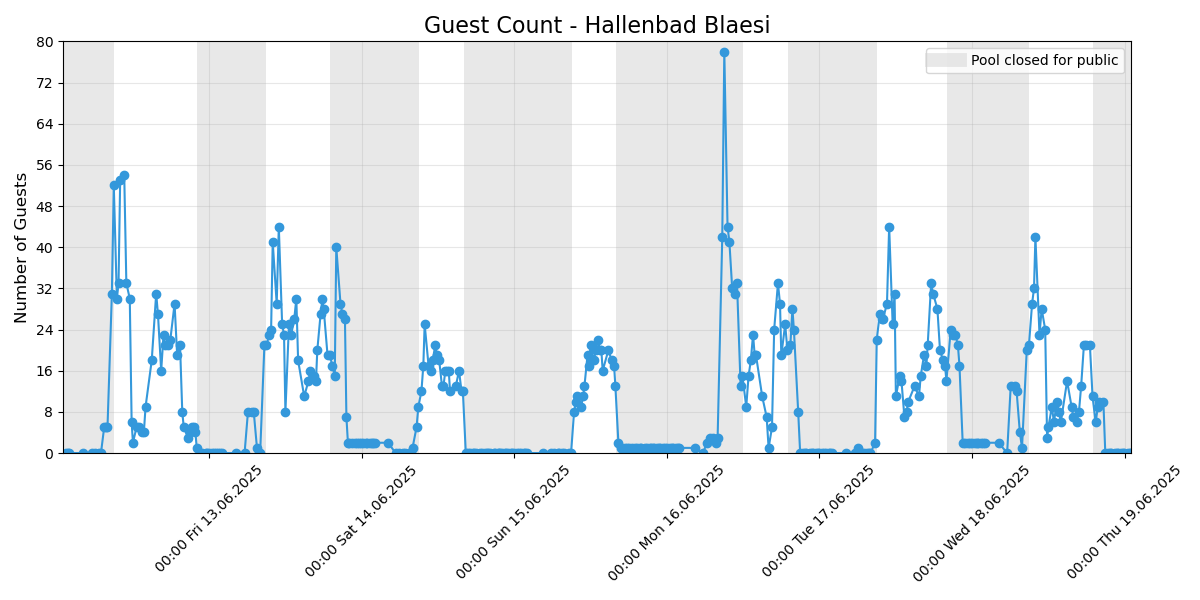 Guest Count - Hallenbad Blaesi
Number of Guests
80
72
64
56
48
40
32
24
16
8
0
Pool closed for public
00:00 Fri 13.06.2025
00:00 Sat 14.06.2025
00:00 Sun 15.06.2025
00:00 Mon 16.06.2025
00:00 Tue 17.06.2025
00:00 Wed 18.06.2025
00:00 Thu 19.06.2025